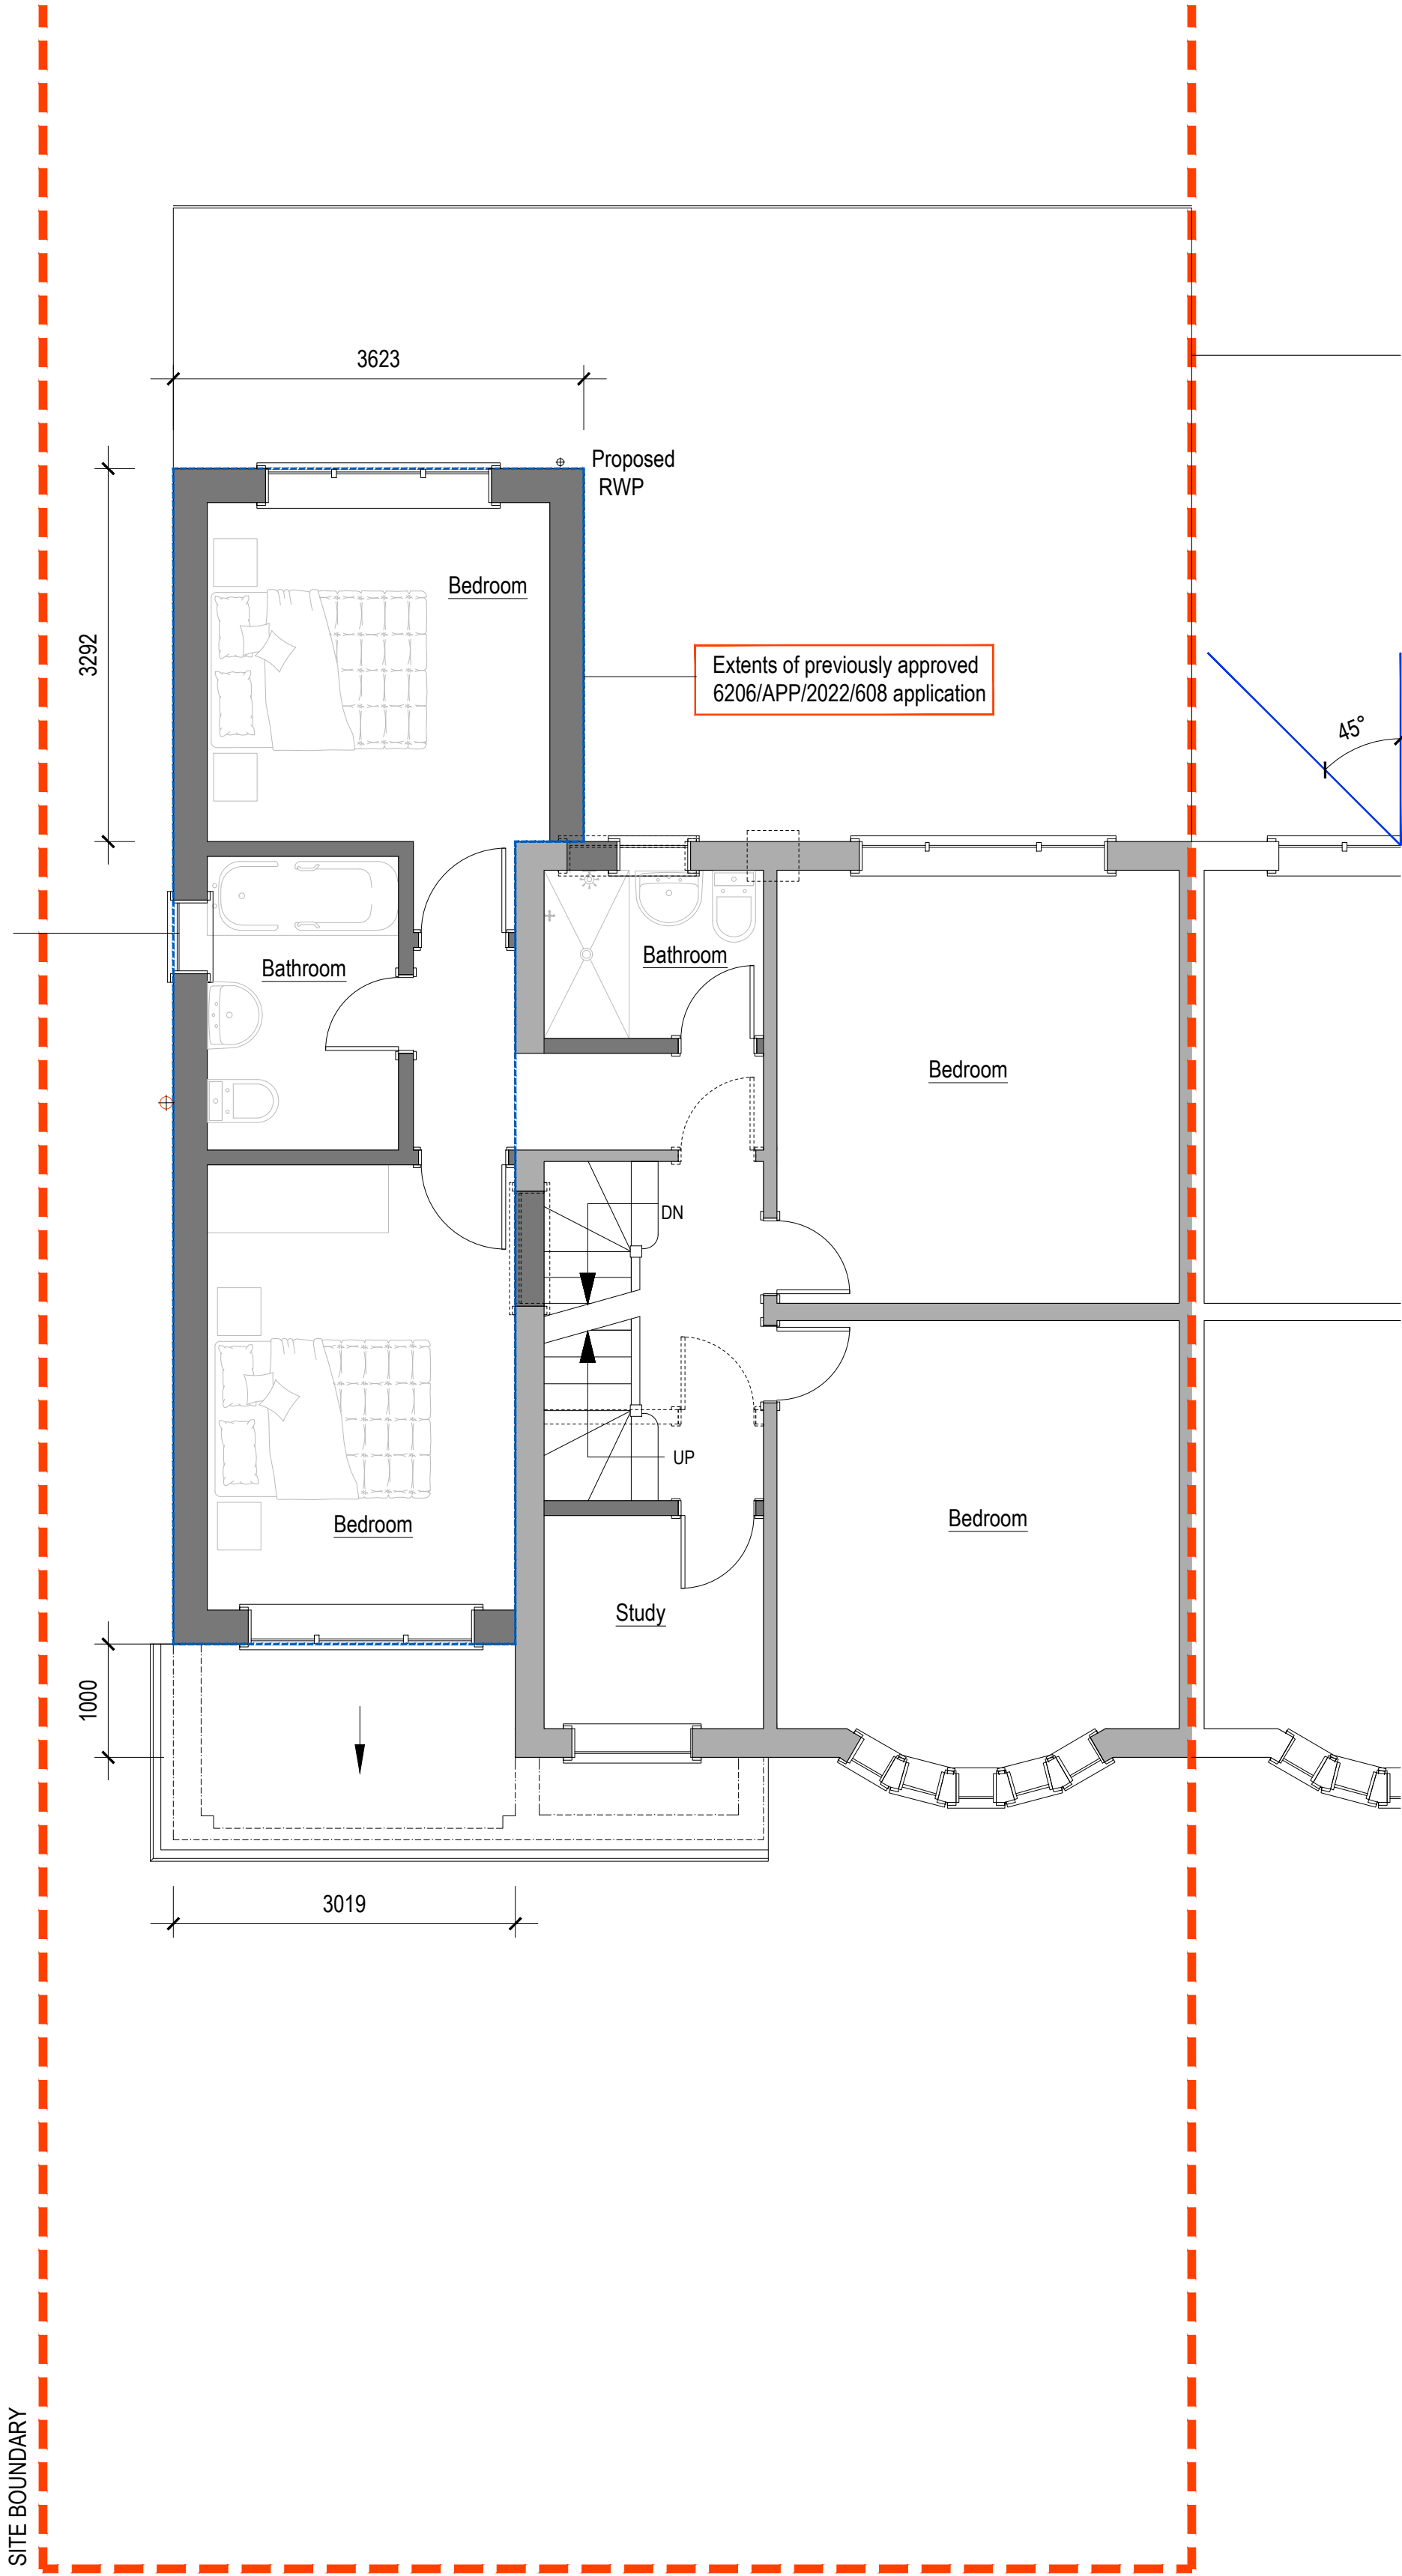 3623
Proposed
RWP
Bedroom
3292
Extents of previously approved
6206/APP/2022/608 application
45°
Bathroom
Bathroom
Bedroom
DN
UP
Bedroom
Bedroom
Study
1000
3019
SITE BOUNDARY